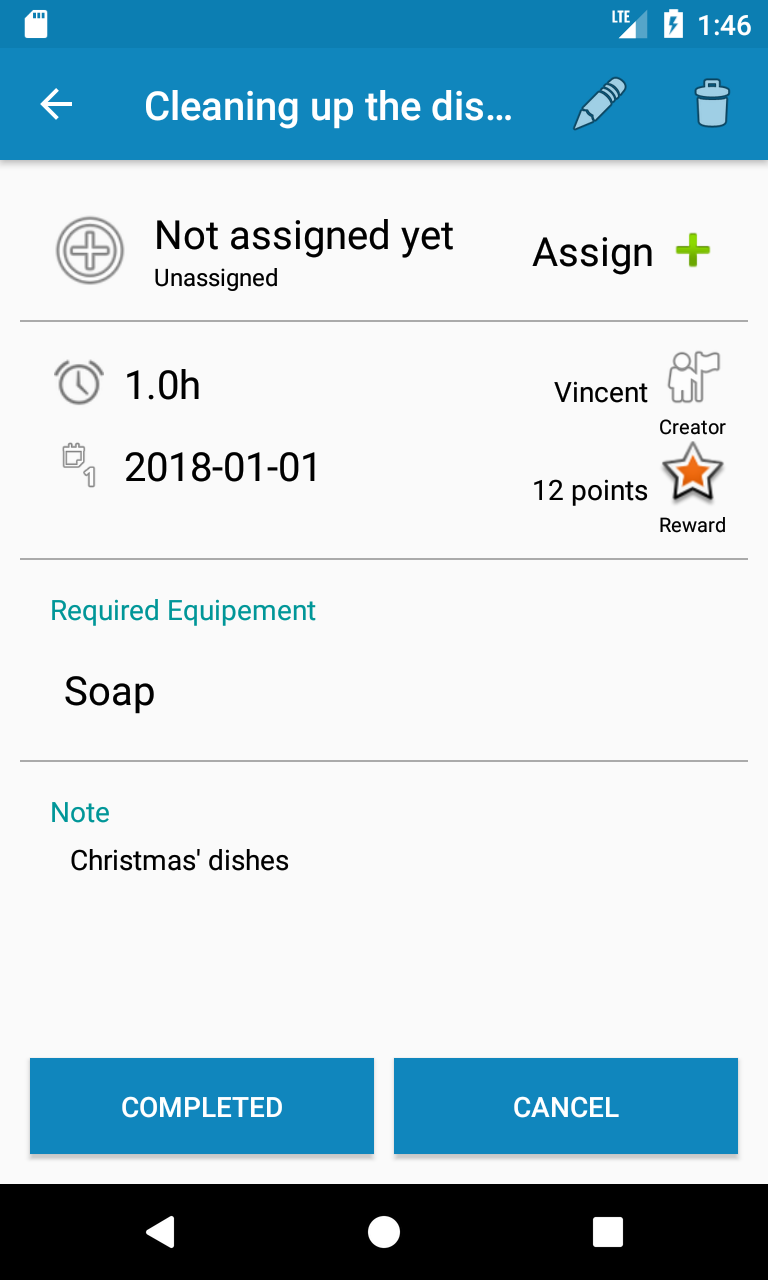 LTE 1:46
Cleaning up the dis...
Not assigned yet
Unassigned
Assign
1.0h
Vincent
Creator
1
2018-01-01
12 points
Reward
Required Equipement
Soap
Note
Christmas' dishes
COMPLETED
CANCEL